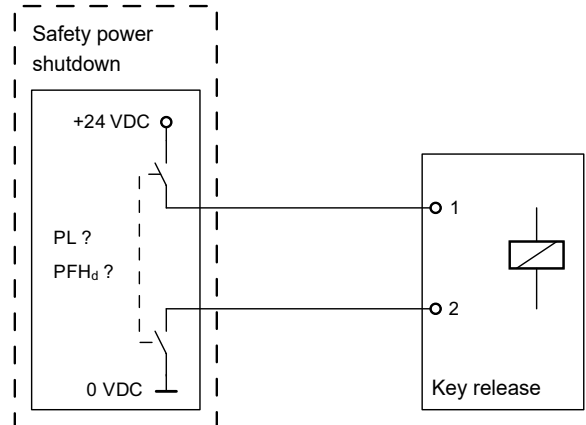 Safety power
shutdown
+24 VDC
1
PL ?
PFHd ?
2
0 VDC
Key release